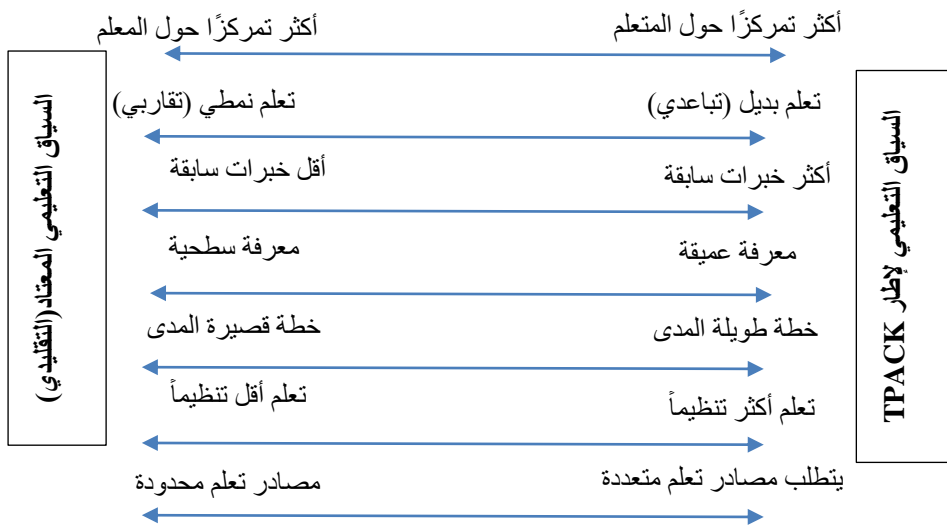 أكثر تمركزًا حول المتعلم
أكثر تمركزًا حول المعلم
السياق التعليمي لإطار TPACK
السياق التعليمي المعتاد(التقليدي)
تعلم بديل (تباعدي)
تعلم نمطي (تقاربي)
أكثر خبرات سابقة
أقل خبرات سابقة
معرفة عميقة
معرفة سطحية
خطة طويلة المدى
خطة قصيرة المدى
تعلم أكثر تنظيماً
تعلم أقل تنظيماً
يتطلب مصادر تعلم متعددة
مصادر تعلم محدودة